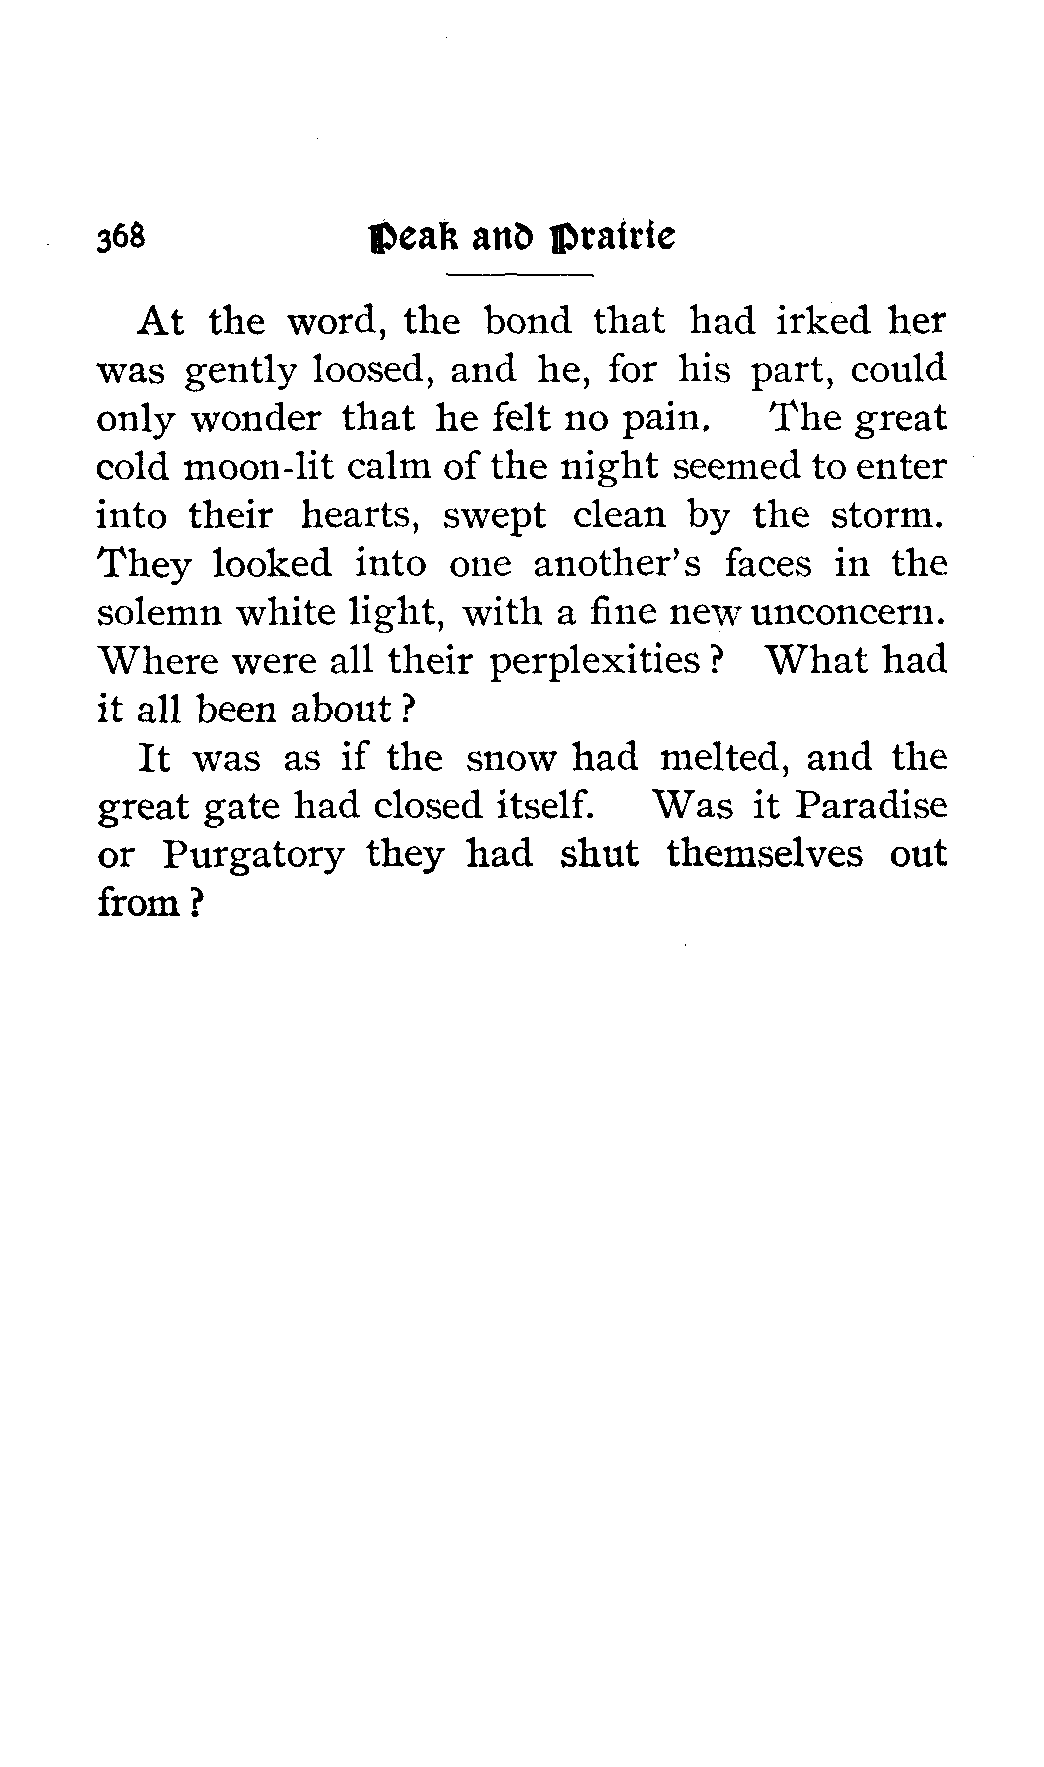 368 Peak and Prairie
At the word, the bond that had irked her
was gently loosed, and he, for his part, could
only wonder that he felt no pain. The great
cold moon-lit calm of the night seemed to enter
into their hearts, swept clean by the storm.
They looked into one another's faces in the
solemn white light, with a fine new unconcern.
Where were all their perplexities ? What had
it all been about ?
It was as if the snow had melted, and the
great gate had closed itself. Was it Paradise
or Purgatory they had shut themselves out
from ?